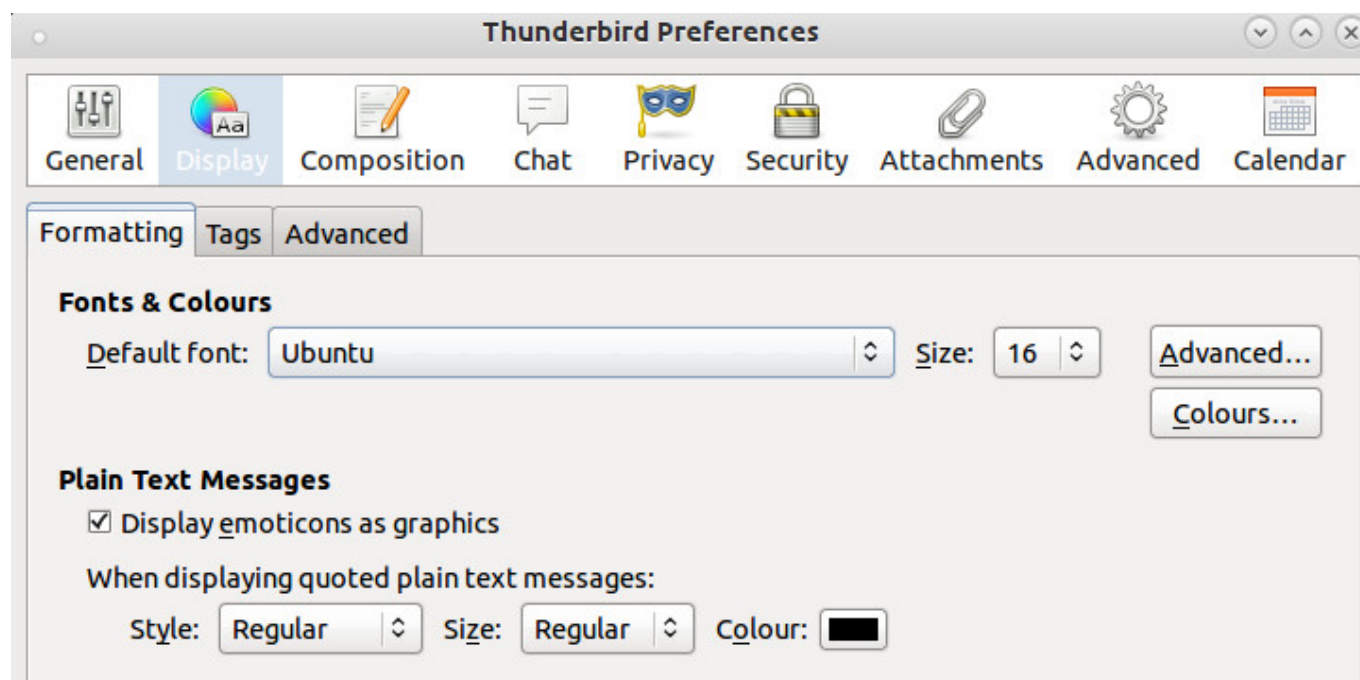 Thunderbird Preferences
General Display Composition Chat Privacy Security Attachments Advanced Calendar
Formatting Tags Advanced
Fonts & Colours
Default font: Ubuntu Size: 16 Advanced...
Colours...
Plain Text Messages
Display emoticons as graphics
When displaying quoted plain text messages:
Style: Regular Size: Regular Colour: